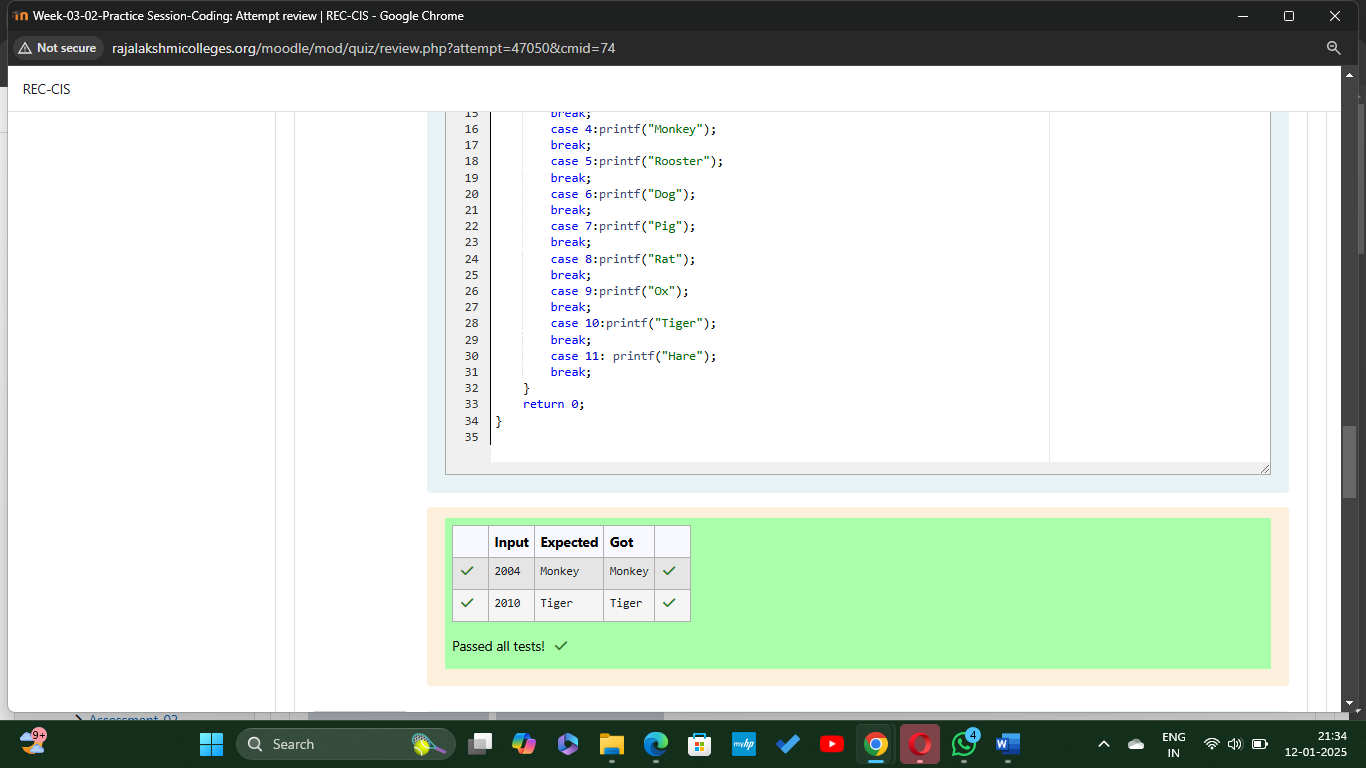 Week-03-02-Practice Session-Coding: Attempt review | REC-CIS - Google Chrome
Not secure rajalakshmicolleges.org/moodle/mod/quiz/review.php?attempt=47050&cmid=74
REC-CIS
15 break;
16 case 4:printf("Monkey");
17 break;
18 case 5:printf("Rooster");
19 break;
20 case 6:printf("Dog");
21 break;
22 case 7:printf("Pig");
23 break;
24 case 8:printf("Rat");
25 break;
26 case 9:printf("Ox");
27 break;
28 case 10:printf("Tiger");
29 break;
30 case 11: printf("Hare");
31 break;
32 }
33 return 0;
34 }
35
Input Expected Got
2004 Monkey Monkey
2010 Tiger Tiger
Passed all tests!
Assessment-02
9+
Search
myhp
4
W
ENG
IN
21:34
12-01-2025